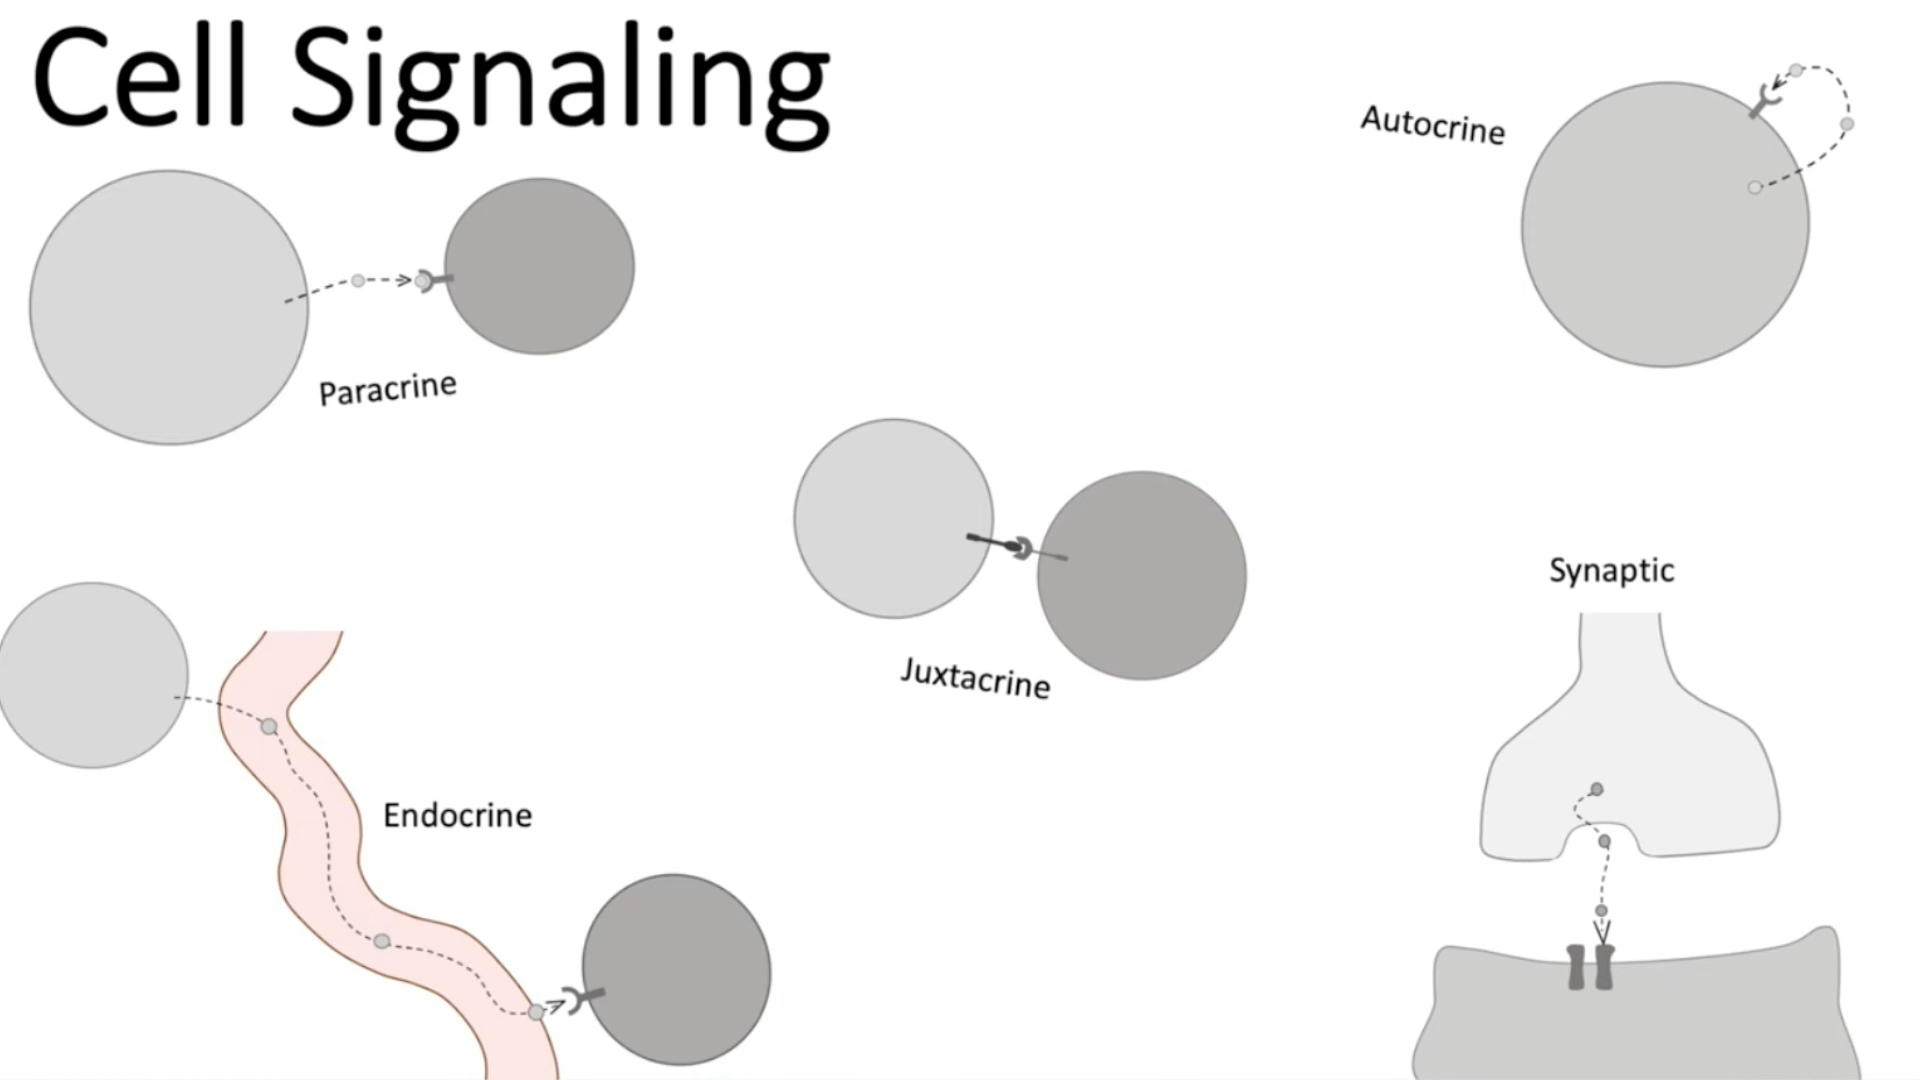 Cell Signaling
Autocrine
Paracrine
Juxtacrine
Synaptic
Endocrine